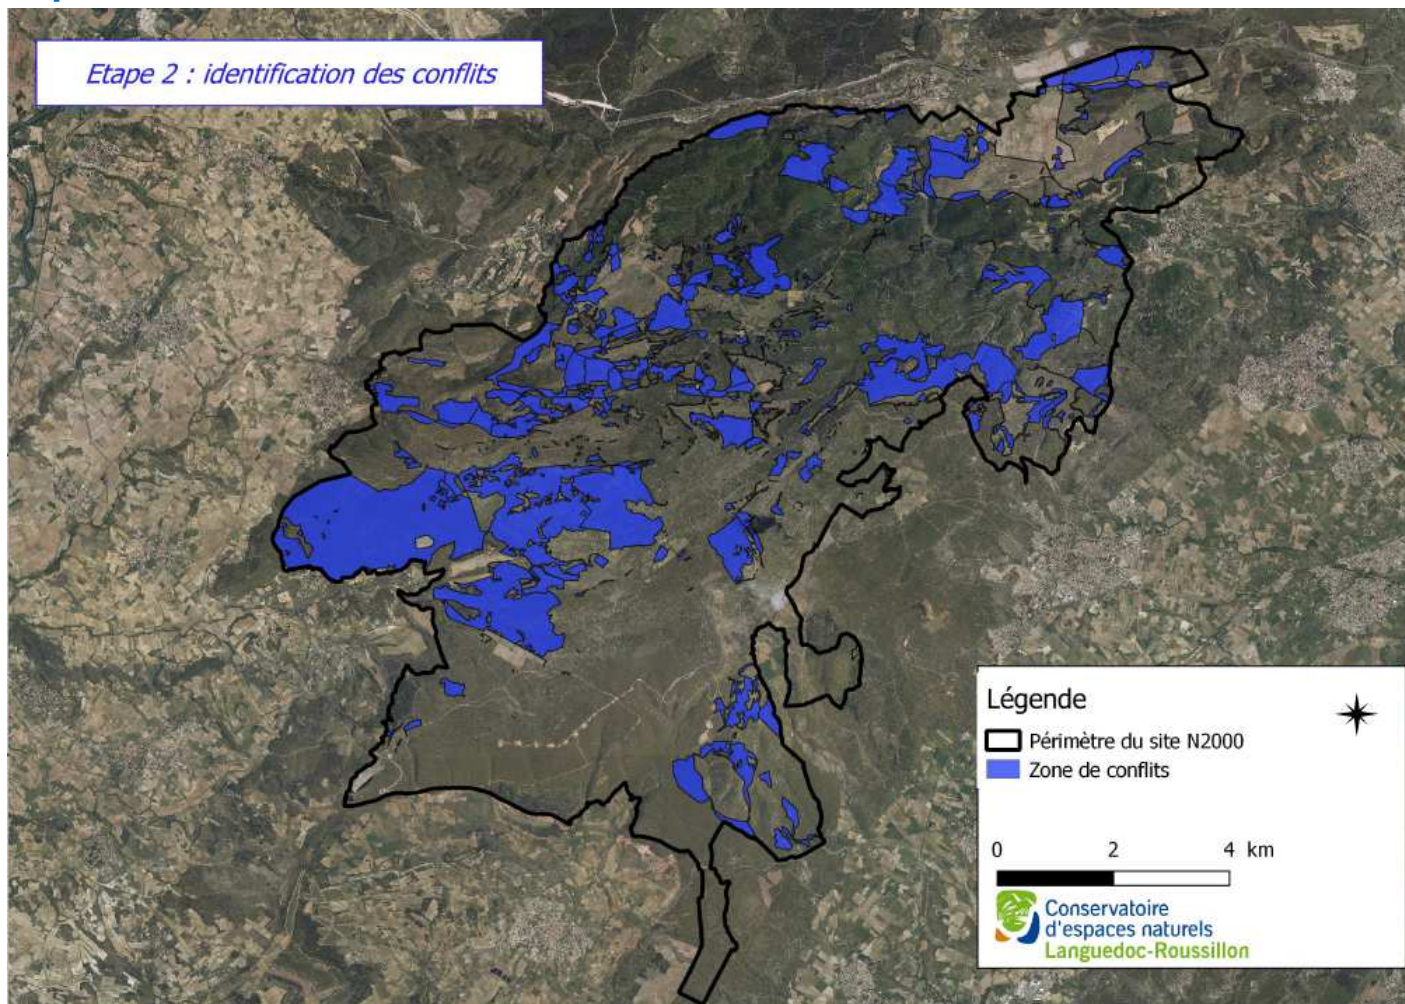 Etape 2 : identification des conflits
Légende
Périmètre du site N2000
Zone de conflits
0 2 4 km
Conservatoire
d'espaces naturels
Languedoc-Roussillon